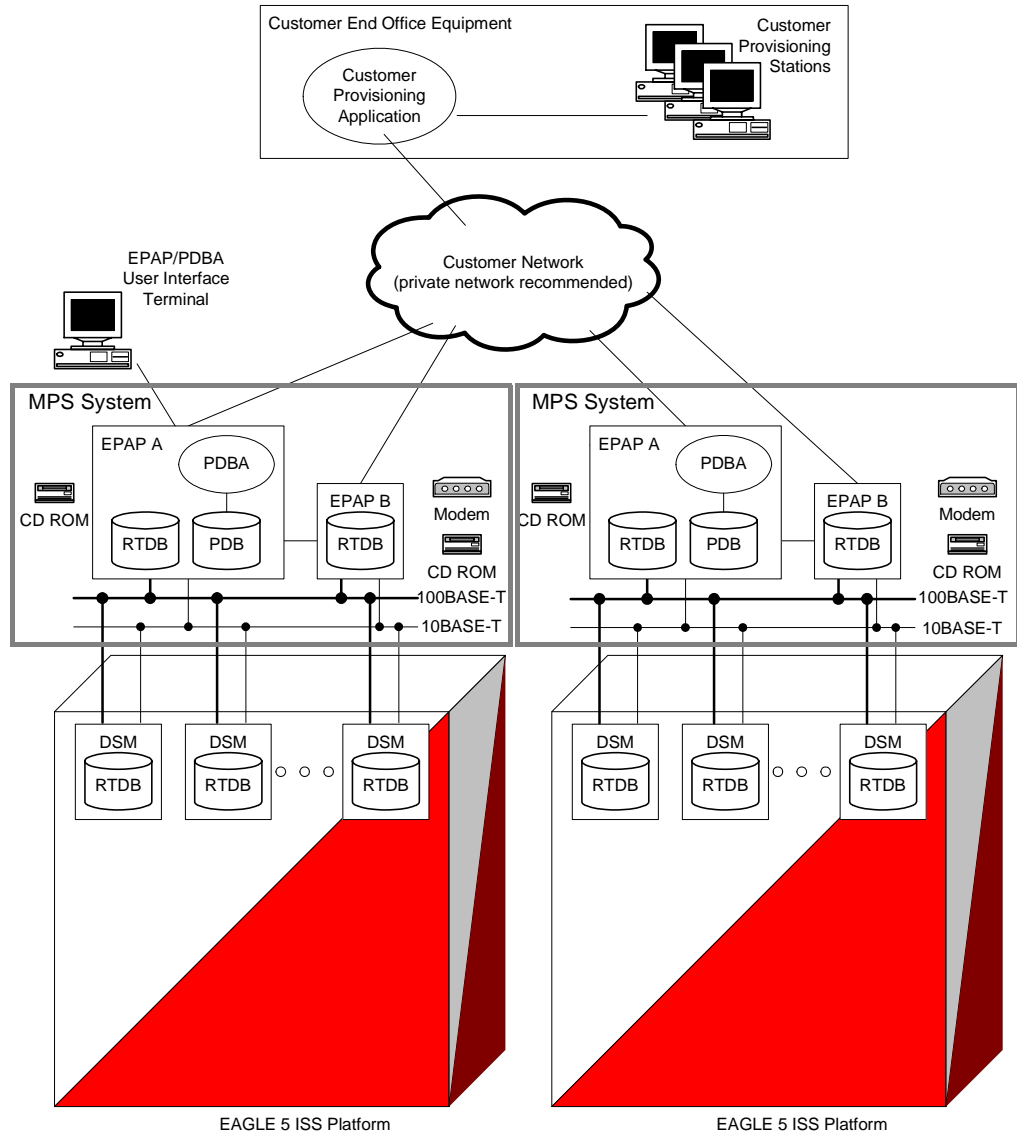 Customer End Office Equipment
Customer
Provisioning
Stations
Customer
Provisioning
Application
Customer Network
(private network recommended)
EPAP/PDBA
User Interface
Terminal
MPS System
EPAP A
PDBA
CD ROM
RTDB
PDB
EPAP B
RTDB
Modem
CD ROM
100BASE-T
10BASE-T
DSM
RTDB
DSM
RTDB
DSM
RTDB
EAGLE 5 ISS Platform
MPS System
EPAP A
PDBA
CD ROM
RTDB
PDB
EPAP B
RTDB
Modem
CD ROM
100BASE-T
10BASE-T
DSM
RTDB
DSM
RTDB
DSM
RTDB
EAGLE 5 ISS Platform